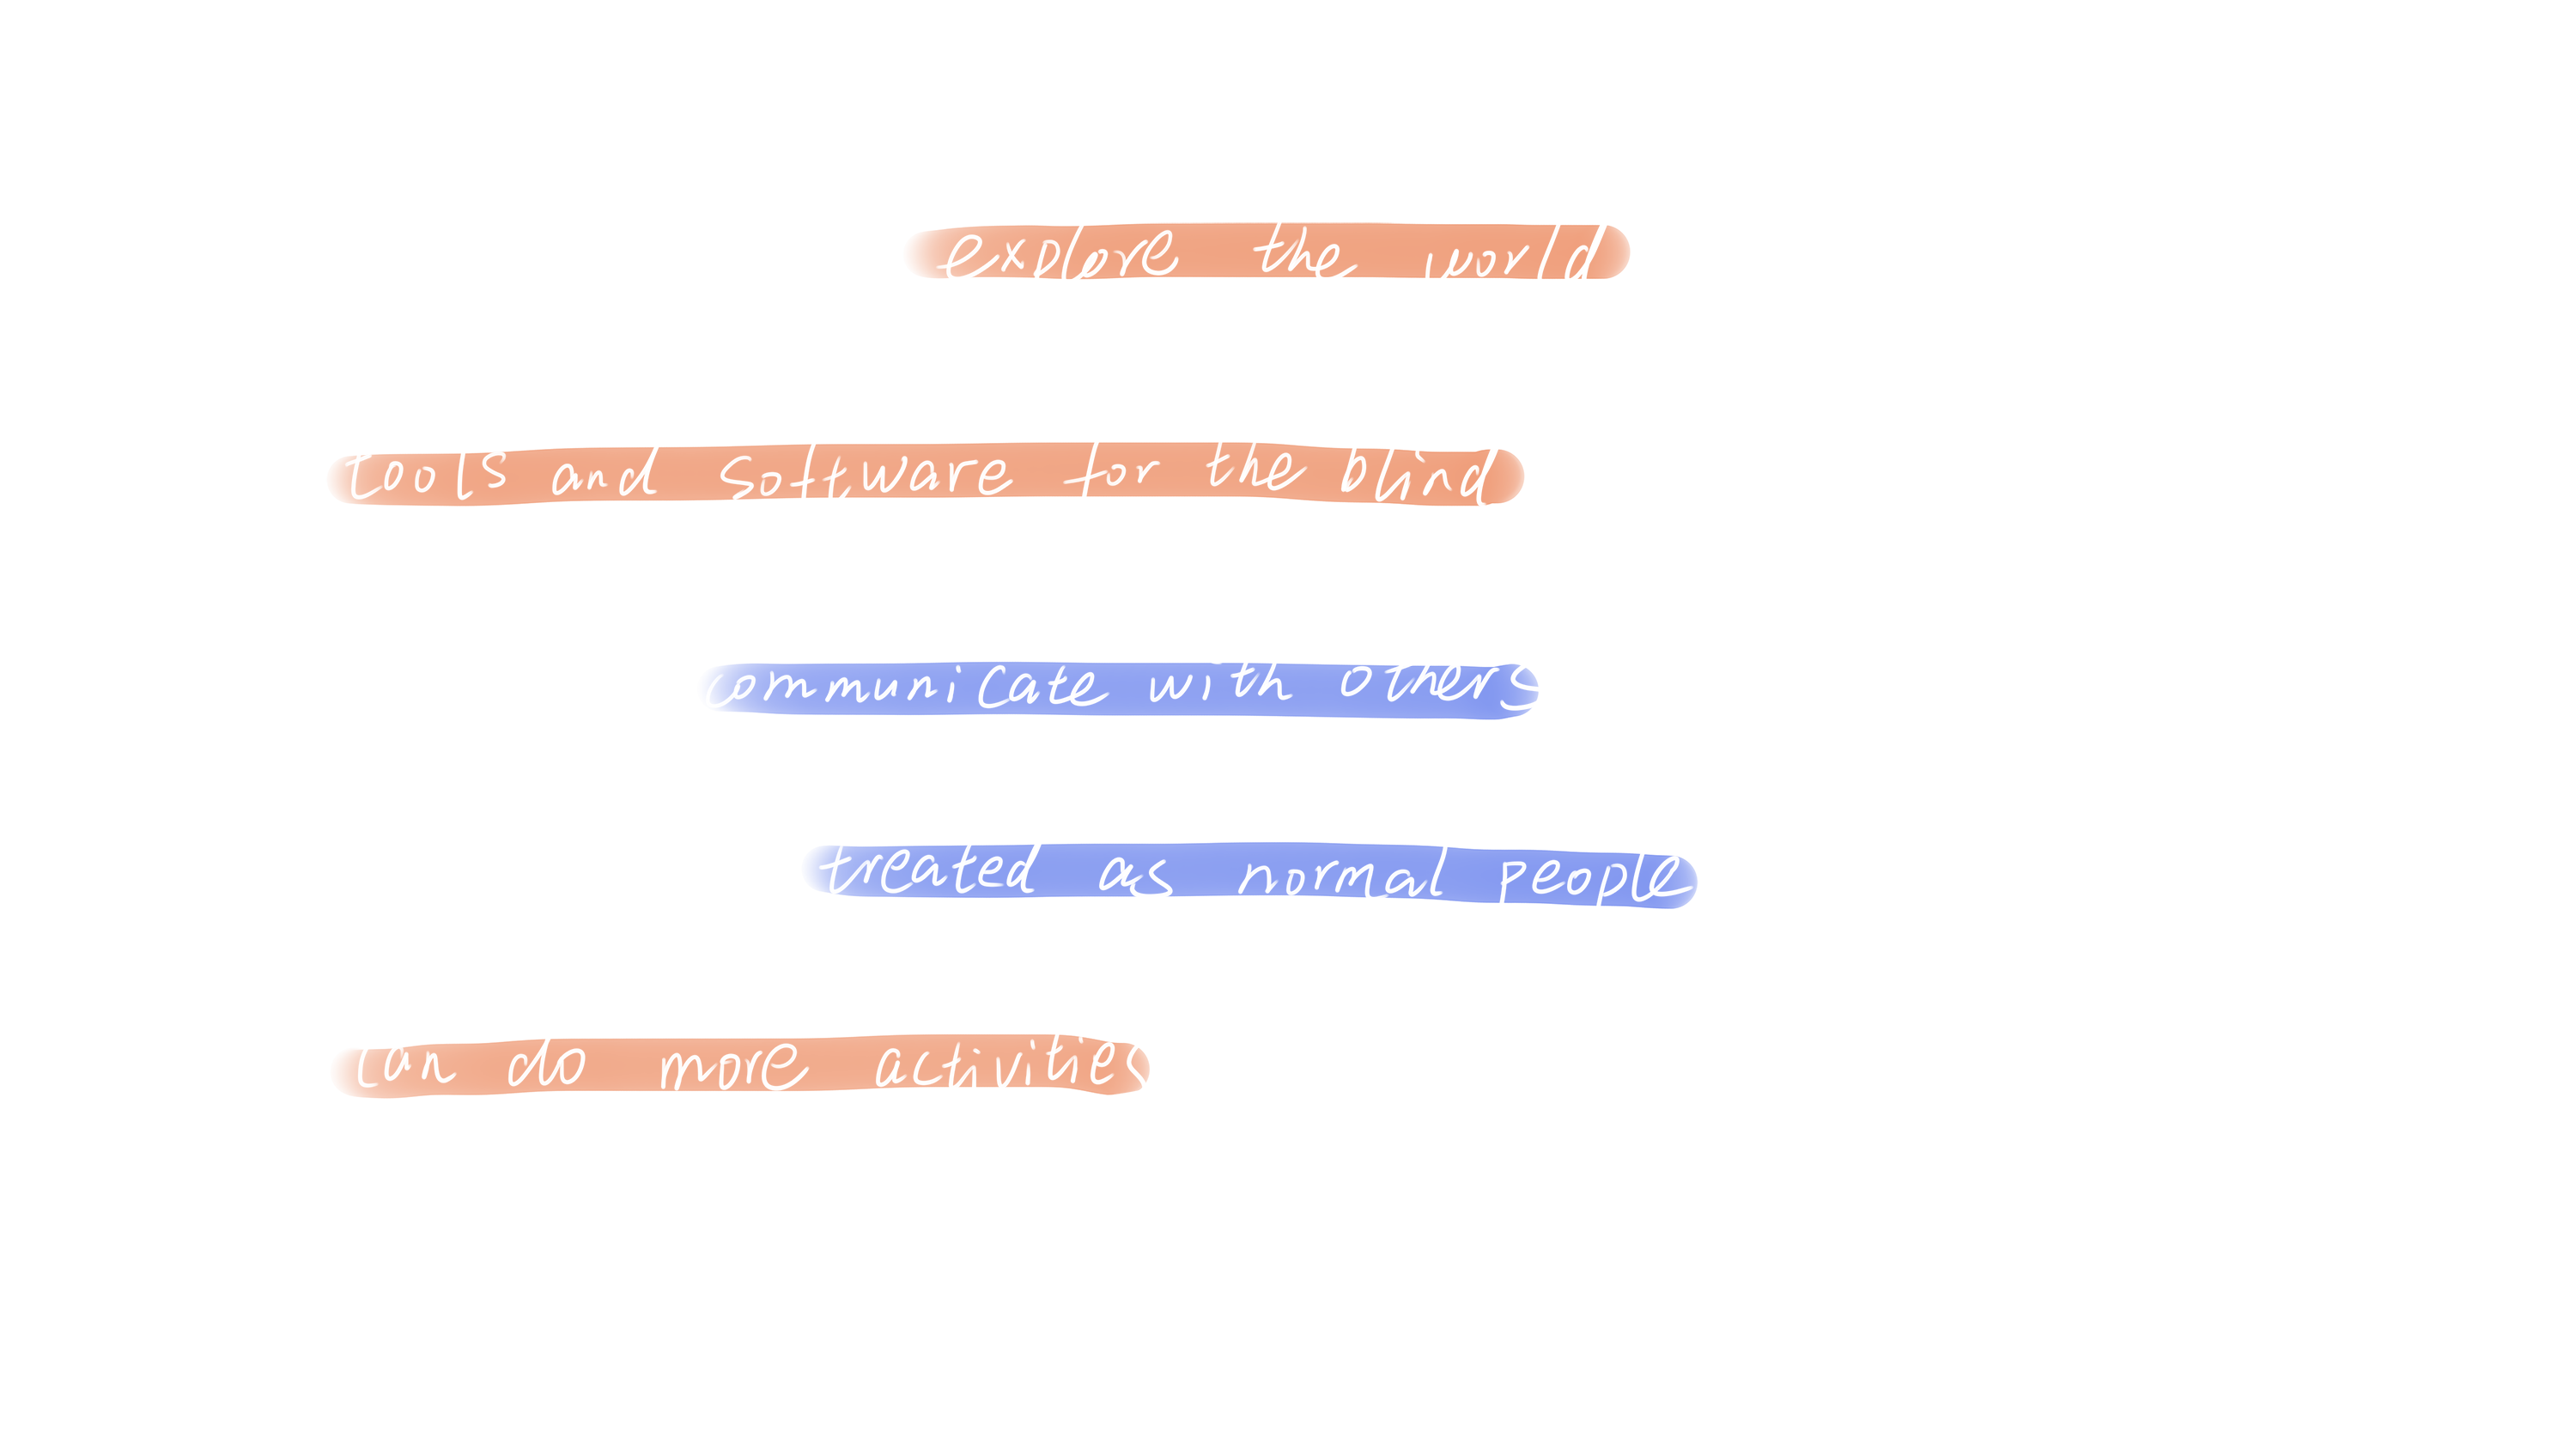 explore the world
tools and software for the blind
communicate with others
treated as normal people
can do more activities